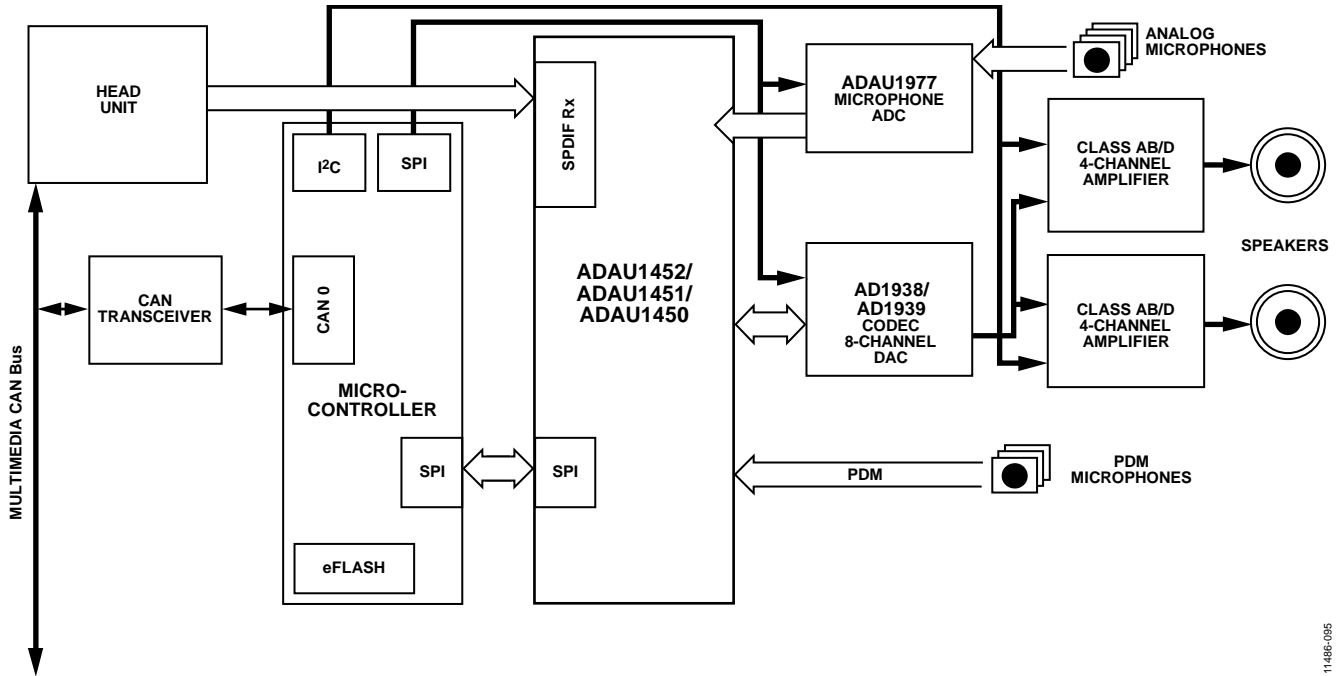 HEAD
UNIT
I²C
SPI
CAN 0
MICRO-
CONTROLLER
SPI
eFLASH
CAN
TRANSCEIVER
MULTIMEDIA CAN Bus
SPDIF Rx
ADAU1452/
ADAU1451/
ADAU1450
SPI
ADAU1977
MICROPHONE
ADC
ANALOG
MICROPHONES
CLASS AB/D
4-CHANNEL
AMPLIFIER
SPEAKERS
AD1938/
AD1939
CODEC
8-CHANNEL
DAC
CLASS AB/D
4-CHANNEL
AMPLIFIER
PDM
PDM
MICROPHONES
11486-095